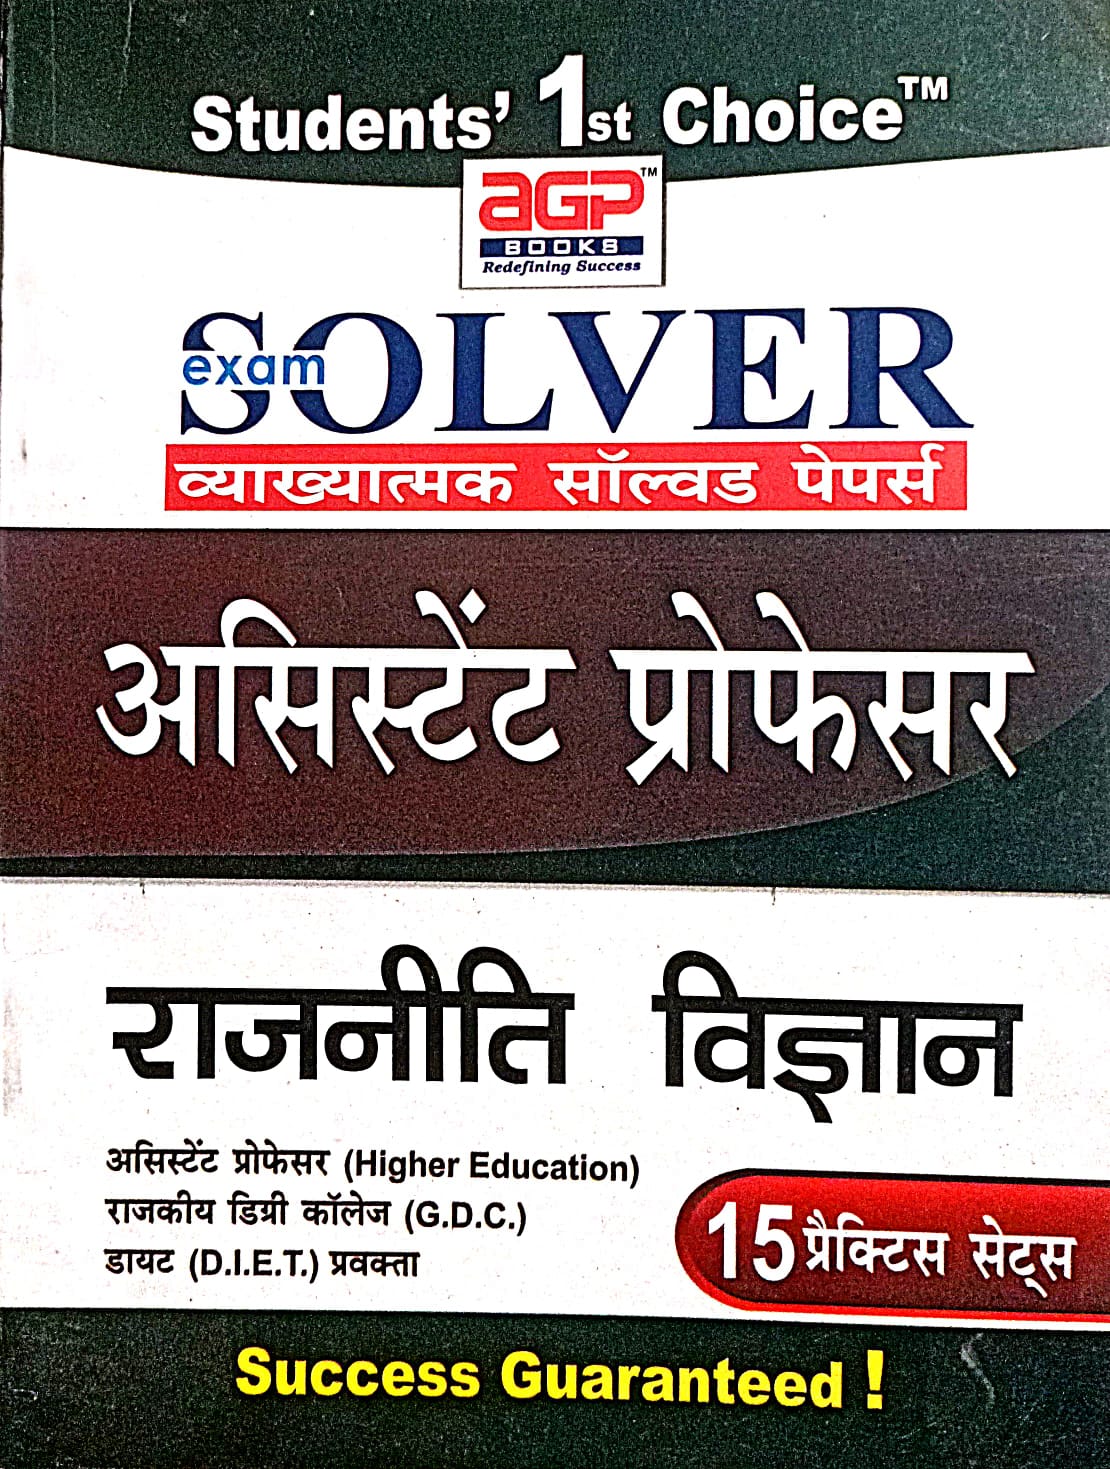 Students' 1st Choice™
aGP™
BOOKS
Redefining Success
exam SOLVER
व्याख्यात्मक सॉल्वड पेपर्स
असिस्टेंट प्रोफेसर
राजनीति विज्ञान
असिस्टेंट प्रोफेसर (Higher Education)
राजकीय डिग्री कॉलेज (G.D.C.)
डायट (D.I.E.T.) प्रवक्ता
15 प्रैक्टिस सेट्स
Success Guaranteed !